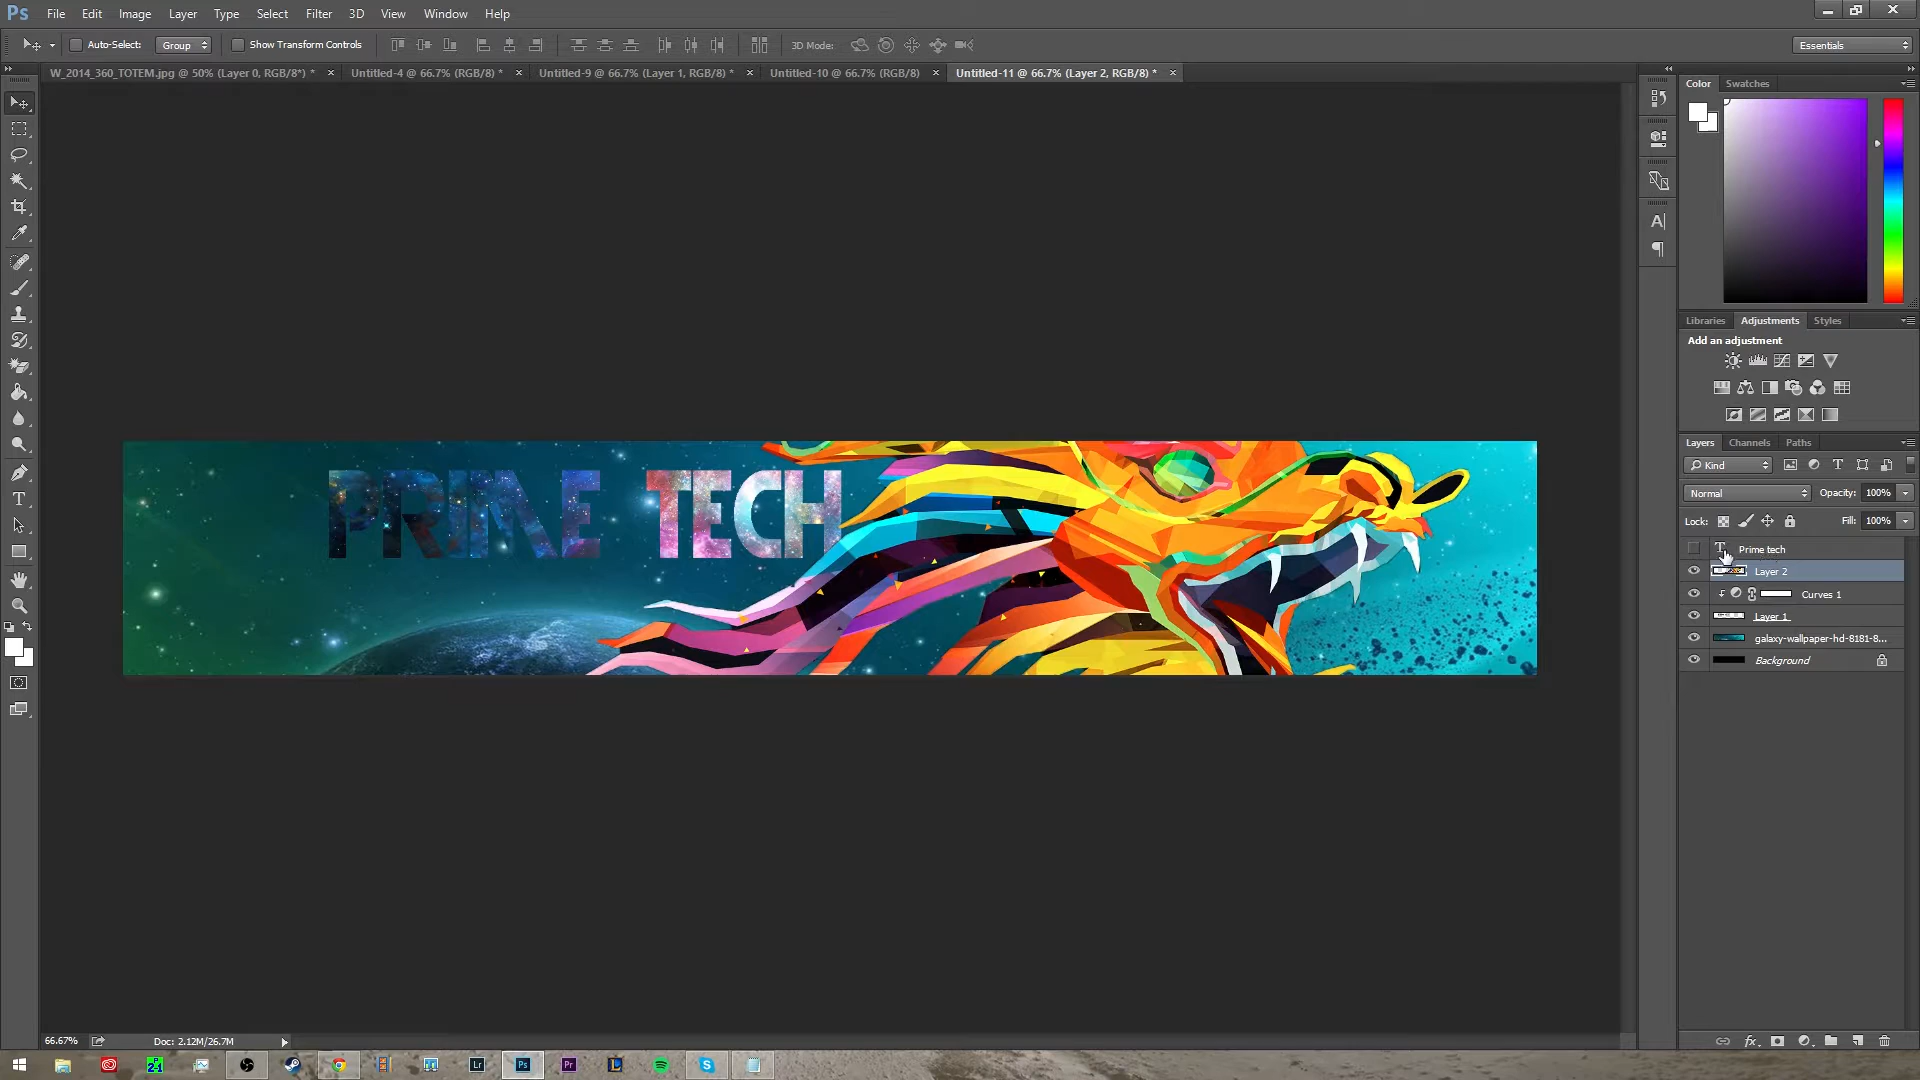 Ps File Edit Image Layer Type Select Filter 3D View Window Help
Auto-Select: Group Show Transform Controls 3D Mode: Essentials
W_2014_360_TOTEM.jpg @ 50% (Layer 0, RGB/8*) * × Untitled-4 @ 66.7% (RGB/8) * × Untitled-9 @ 66.7% (Layer 1, RGB/8) * × Untitled-10 @ 66.7% (RGB/8) × Untitled-11 @ 66.7% (Layer 2, RGB/8) * ×
Color Swatches
Libraries Adjustments Styles
Add an adjustment
Layers Channels Paths
Kind
Normal Opacity: 100%
Lock: Fill: 100%
Prime tech
Layer 2
Curves 1
Layer 1
galaxy-wallpaper-hd-8181-8...
Background
PRIME TECH
66.67% Doc: 2.12M/26.7M
Lr Ps Pr